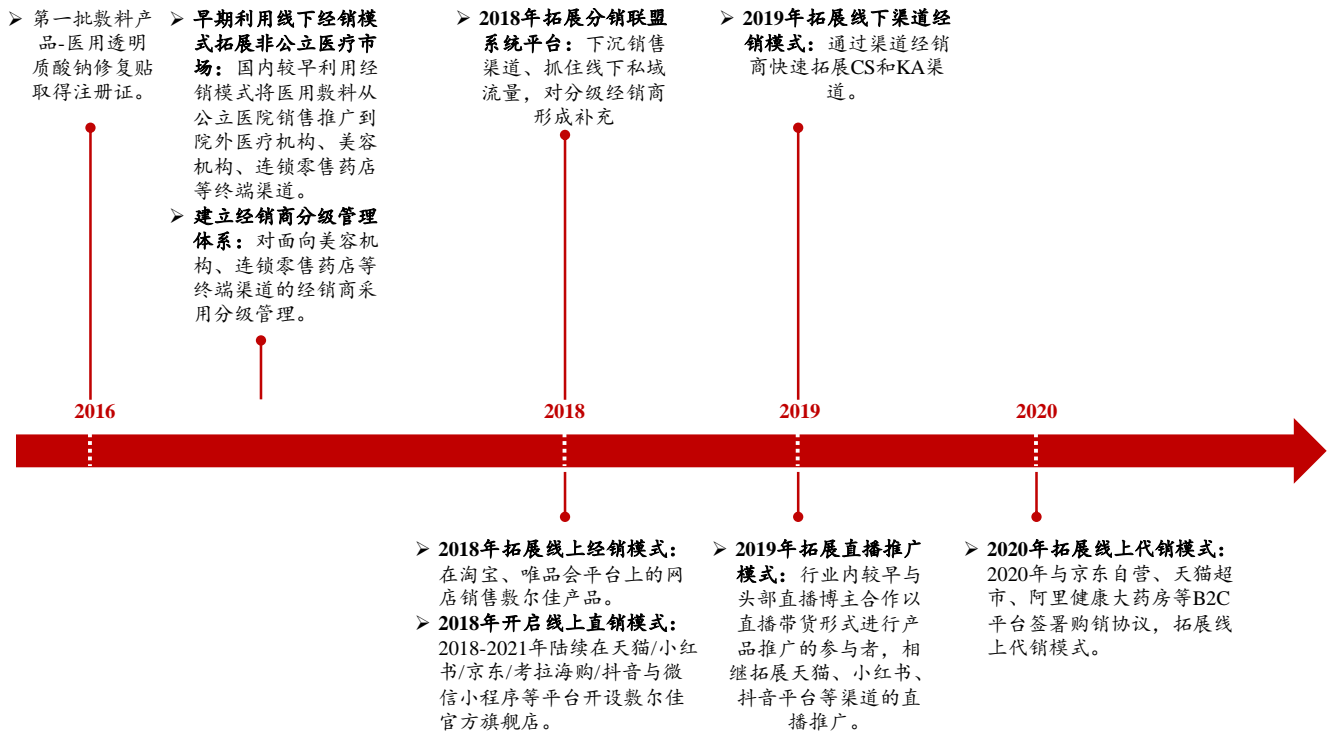 ➢ 第一批敷料产
品-医用透明
质酸钠修复贴
取得注册证。
➢ 早期利用线下经销模
式拓展非公立医疗市
场：国内较早利用经
销模式将医用敷料从
公立医院销售推广到
院外医疗机构、美容
机构、连锁零售药店
等终端渠道。
➢ 建立经销商分级管理
体系：对面向美容机
构、连锁零售药店等
终端渠道的经销商采
用分级管理。
➢ 2018年拓展分销联盟
系统平台：下沉销售
渠道、抓住线下私域
流量，对分级经销商
形成补充
➢ 2019年拓展线下渠道经
销模式：通过渠道经销
商快速拓展CS和KA渠
道。
2016
2018
2019
2020
➢ 2018年拓展线上经销模式：
在淘宝、唯品会平台上的网
店销售敷尔佳产品。
➢ 2018年开启线上直销模式：
2018-2021年陆续在天猫/小红
书/京东/考拉海购/抖音与微
信小程序等平台开设敷尔佳
官方旗舰店。
➢ 2019年拓展直播推广
模式：行业内较早与
头部直播博主合作以
直播带货形式进行产
品推广的参与者，相
继拓展天猫、小红书、
抖音平台等渠道的直
播推广。
➢ 2020年拓展线上代销模式：
2020年与京东自营、天猫超
市、阿里健康大药房等B2C
平台签署购销协议，拓展线
上代销模式。